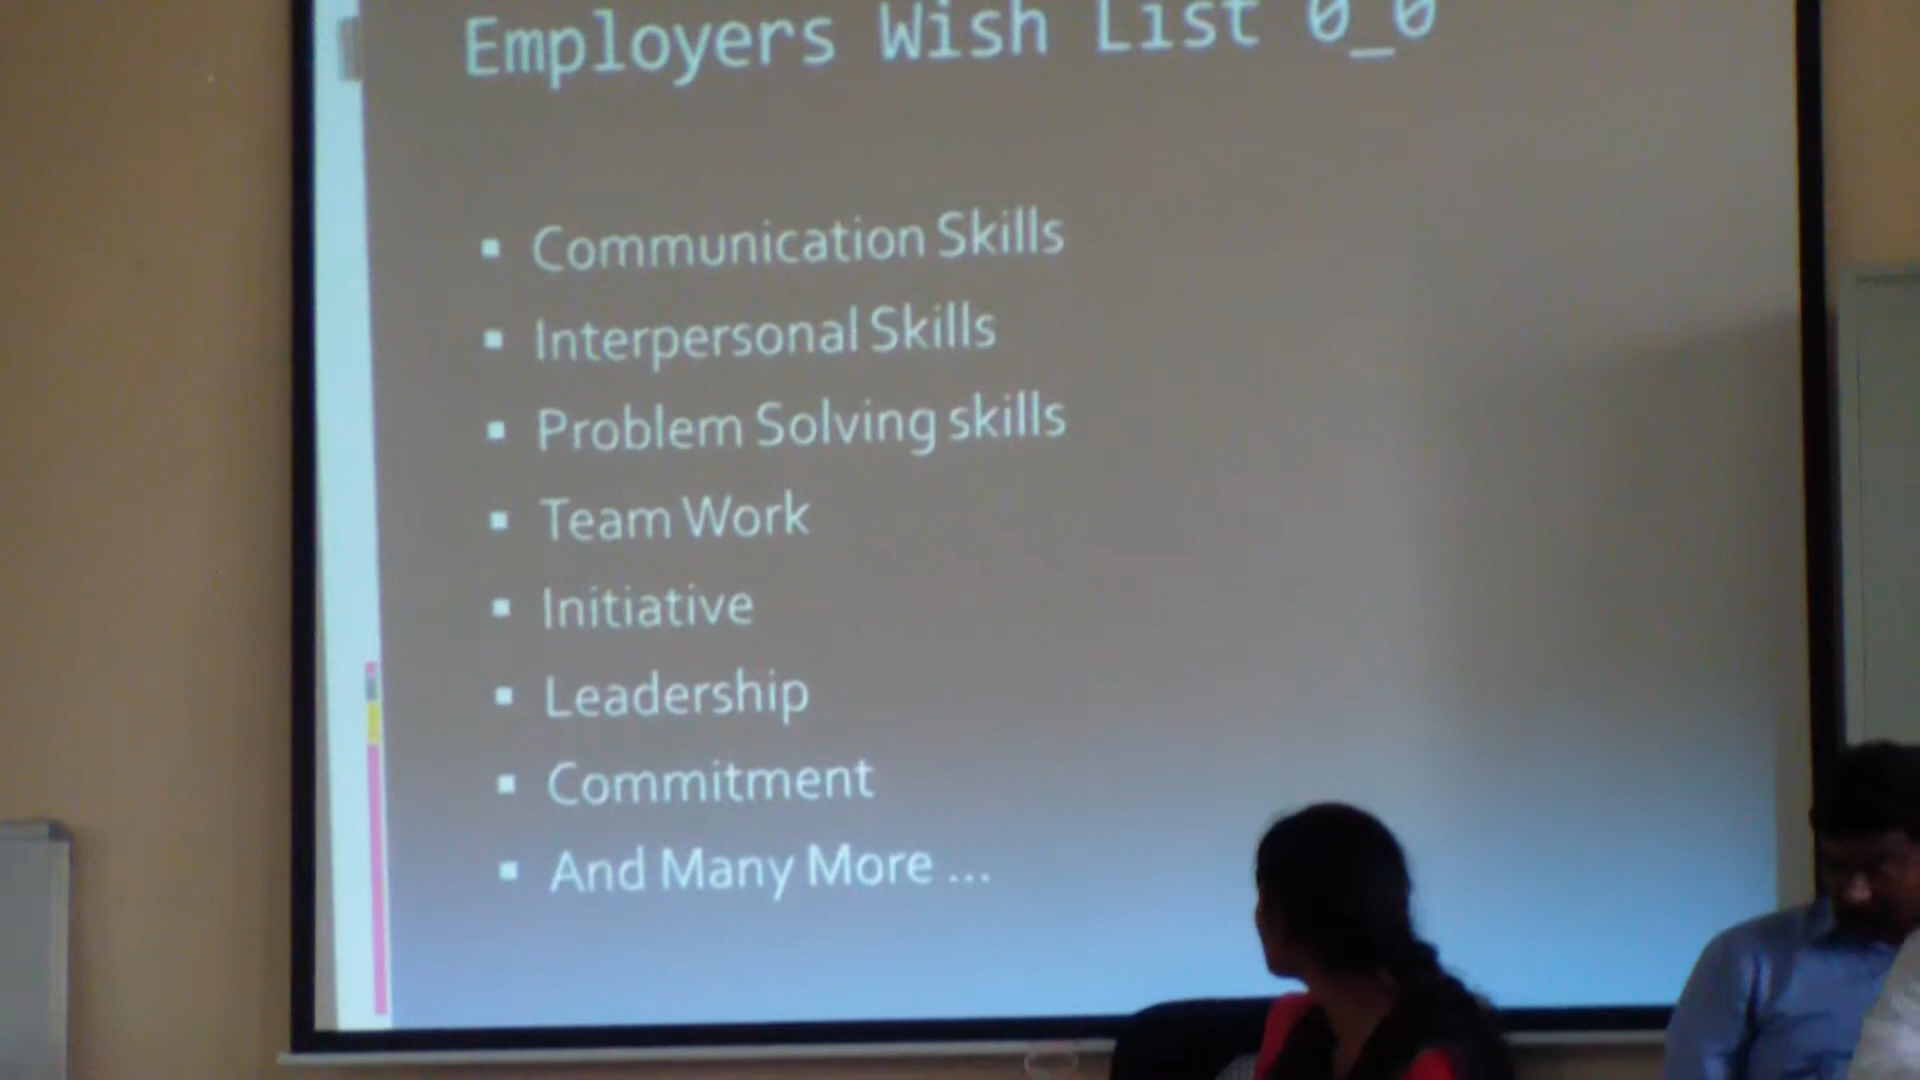 Employers Wish List 0_0
Communication Skills
Interpersonal Skills
Problem Solving skills
Team Work
Initiative
Leadership
Commitment
And Many More ...